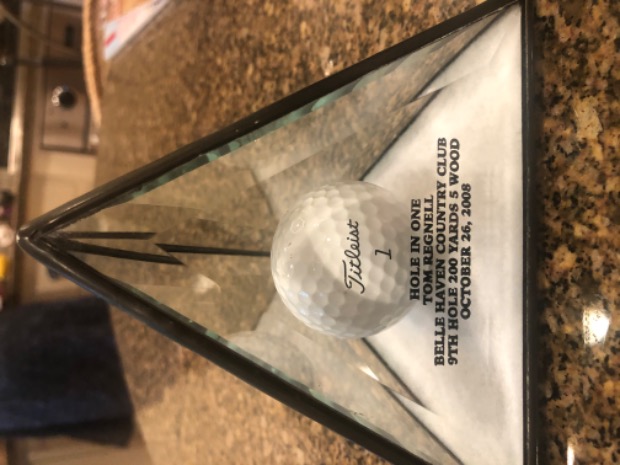 Titleist
1
HOLE IN ONE
TOM REGNELL
BELLE HAVEN COUNTRY CLUB
9TH HOLE 200 YARDS 5 WOOD
OCTOBER 26, 2008